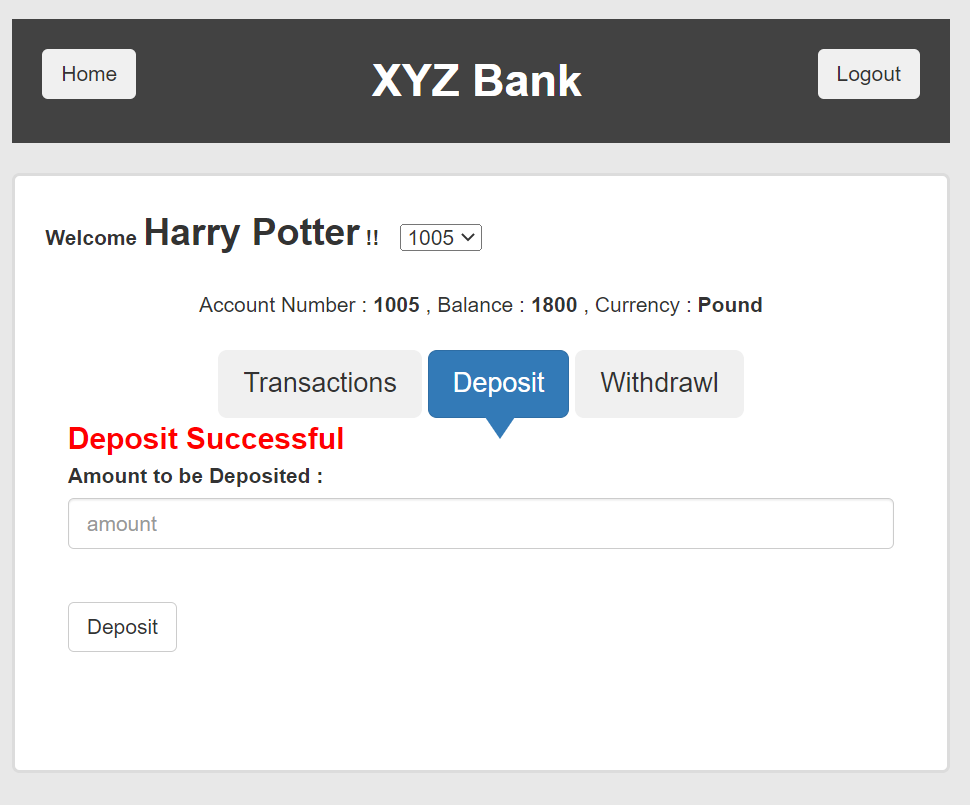 Home XYZ Bank Logout
Welcome Harry Potter !! 1005
Account Number : 1005 , Balance : 1800 , Currency : Pound
Transactions Deposit Withdrawl
Deposit Successful
Amount to be Deposited :
amount
Deposit